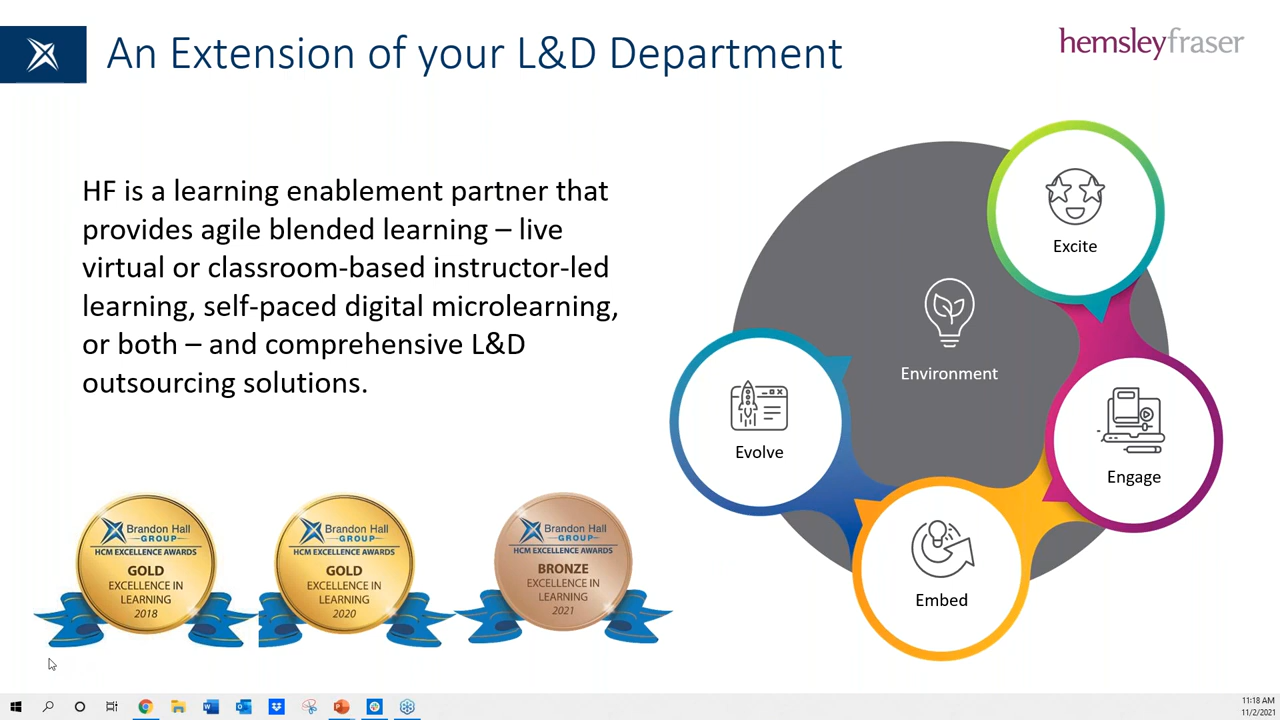 An Extension of your L&D Department
hemsleyfraser
HF is a learning enablement partner that
provides agile blended learning – live
virtual or classroom-based instructor-led
learning, self-paced digital microlearning,
or both – and comprehensive L&D
outsourcing solutions.
Excite
Environment
Evolve
Engage
Embed
Brandon Hall
GROUP
HCM EXCELLENCE AWARDS
GOLD
EXCELLENCE IN
LEARNING
2018
Brandon Hall
GROUP
HCM EXCELLENCE AWARDS
GOLD
EXCELLENCE IN
LEARNING
2020
Brandon Hall
GROUP
HCM EXCELLENCE AWARDS
BRONZE
EXCELLENCE IN
LEARNING
2021
11:18 AM
11/2/2021